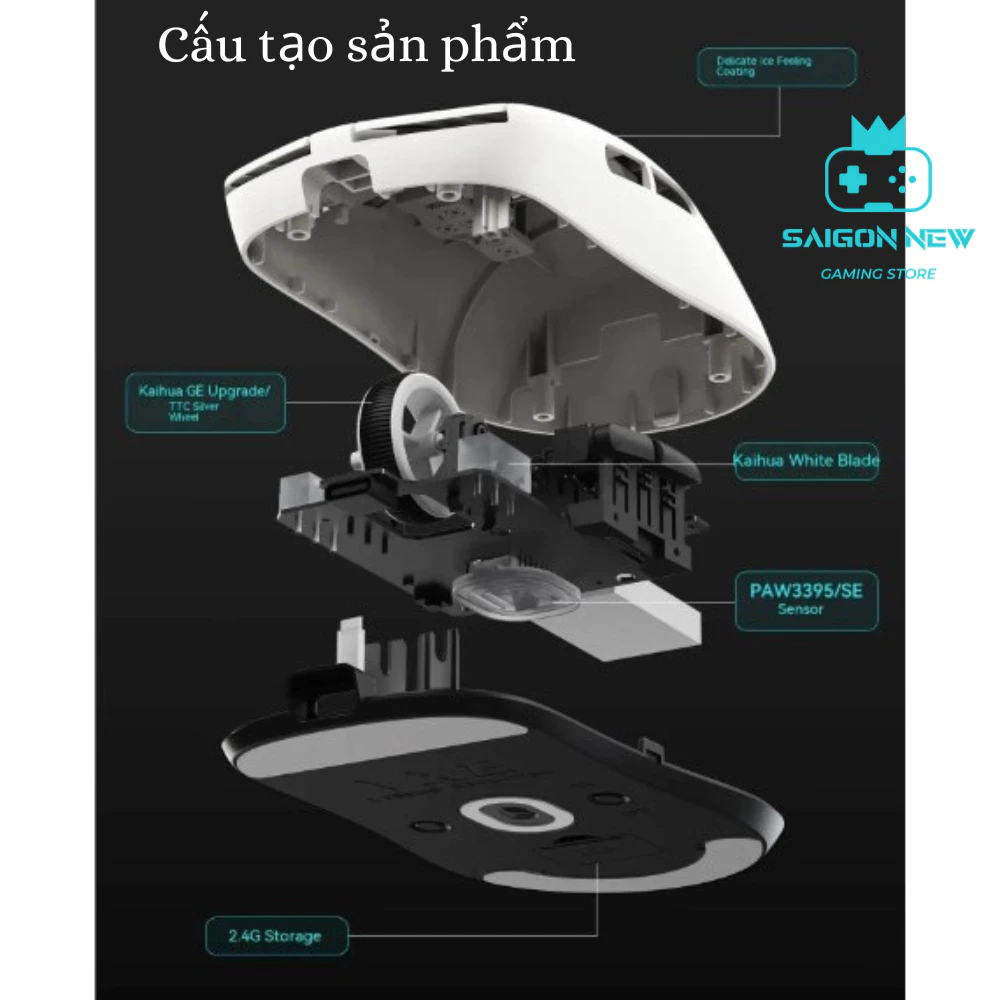 Cấu tạo sản phẩm
Delicate Ice Feeling
Coating
SAIGON NEW
GAMING STORE
Kaihua GE Upgrade/
TTC Silver
Wheel
Kaihua White Blade
PAW3395/SE
Sensor
2.4G Storage